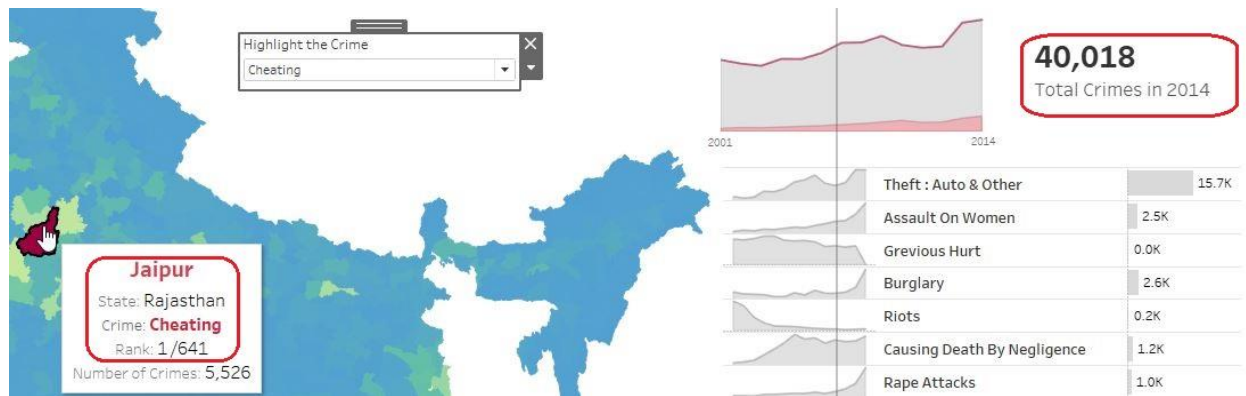 Highlight the Crime
Cheating
Jaipur
State: Rajasthan
Crime: Cheating
Rank: 1/641
Number of Crimes: 5,526
40,018
Total Crimes in 2014
2001
2014
Theft : Auto & Other 15.7K
Assault On Women 2.5K
Grevious Hurt 0.0K
Burglary 2.6K
Riots 0.2K
Causing Death By Negligence 1.2K
Rape Attacks 1.0K